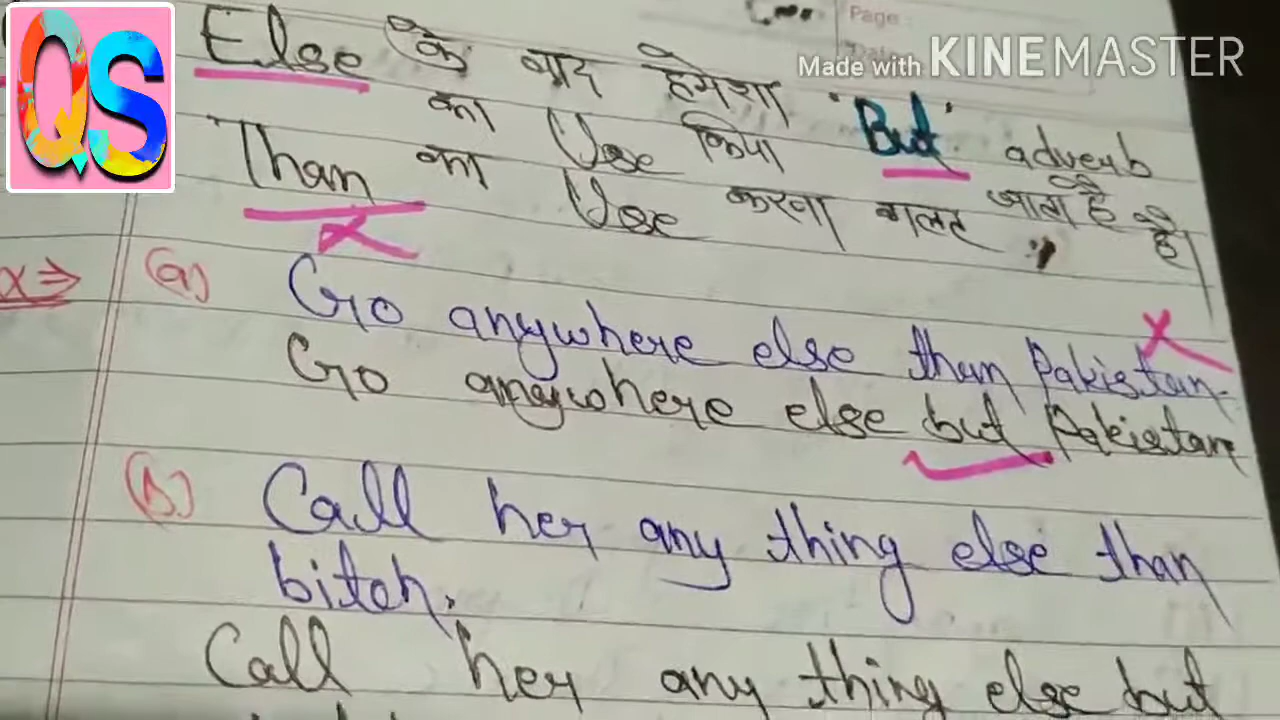 Page
Made with KINEMASTER
QS
Else के बाद हमेशा 'But' adverb
का Use किया जाता है
Than का Use करना गलत है।
x⇒ (a) Go anywhere else than Pakistan. x
Go anywhere else but Pakistan
(b) Call her any thing else than
bitch.
Call her any thing else but